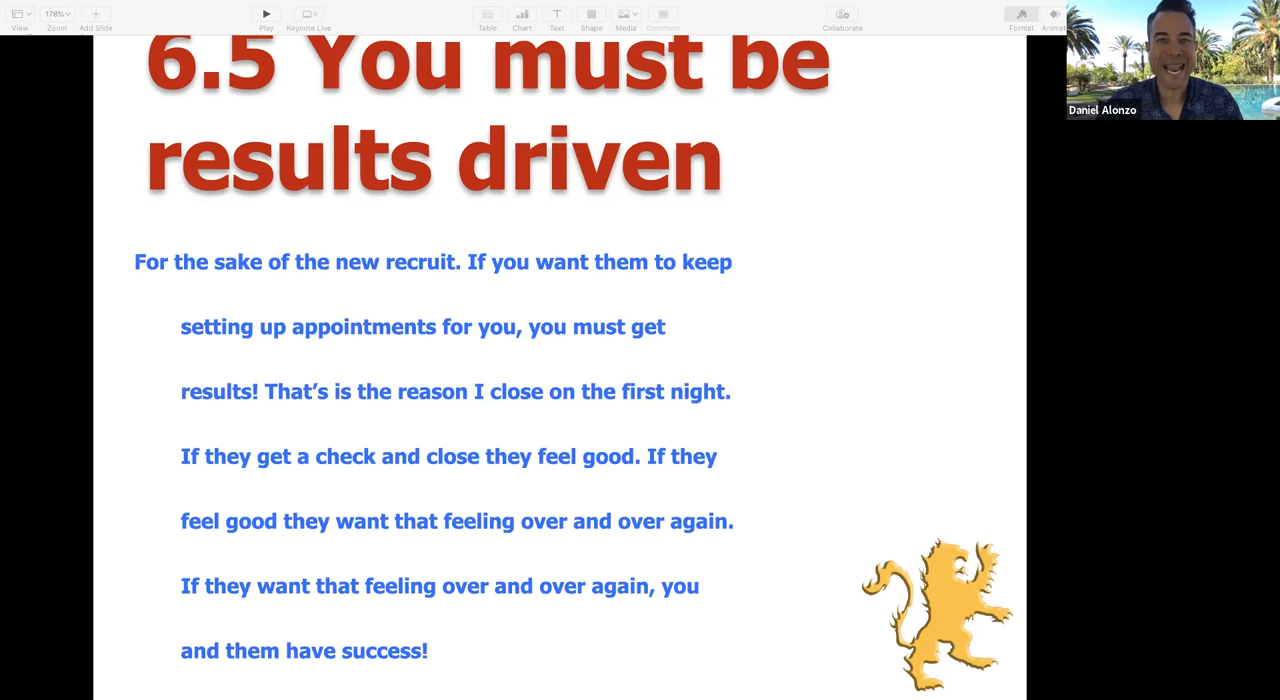 178%
View
Zoom
Add Slide
Play
Keynote Live
Table
Chart
Text
Shape
Media
Comment
Collaborate
Format
Animat
6.5 You must be
results driven
Daniel Alonzo
For the sake of the new recruit. If you want them to keep
setting up appointments for you, you must get
results! That’s is the reason I close on the first night.
If they get a check and close they feel good. If they
feel good they want that feeling over and over again.
If they want that feeling over and over again, you
and them have success!